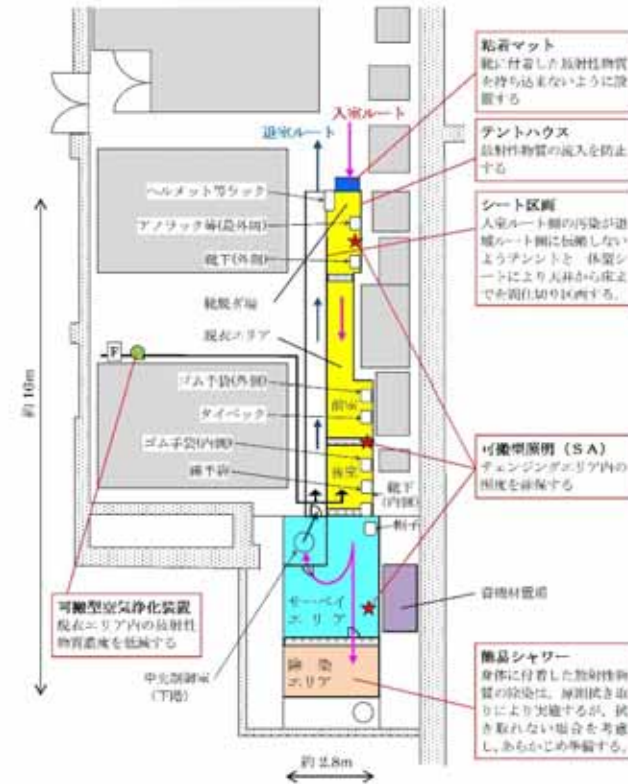 粘着マット
靴に付着した放射性物質
を持ち込まないように設
置する
入室ルート
退室ルート
テントハウス
放射性物質の流入を防止
する
ヘルメット等ラック
アノラック等(最外周)
靴下(外側)
シート区画
入室ルート側の汚染が退
域ルート側に伝搬しない
ようテンントと 体型シ
ートにより天井から床ま
でを間仕切り区画する。
靴脱ぎ場
脱衣エリア
F
約16m
ゴム手袋(外側)
タイベック
前室
ゴム手袋(内側)
綿手袋
後室
靴下
(内側)
帽子
可搬型照明(SA)
チェンジングエリア内の
照度を確保する
可搬型空気浄化装置
脱衣エリア内の放射性
物質濃度を低減する
サーベイ
エリア
資機材置場
中央制御室
(下階)
除染
エリア
簡易シャワー
身体に付着した放射性物
質の除染は、原則拭き取
りにより実施するが、拭
き取れない場合を考慮
し、あらかじめ準備する。
約2.8m